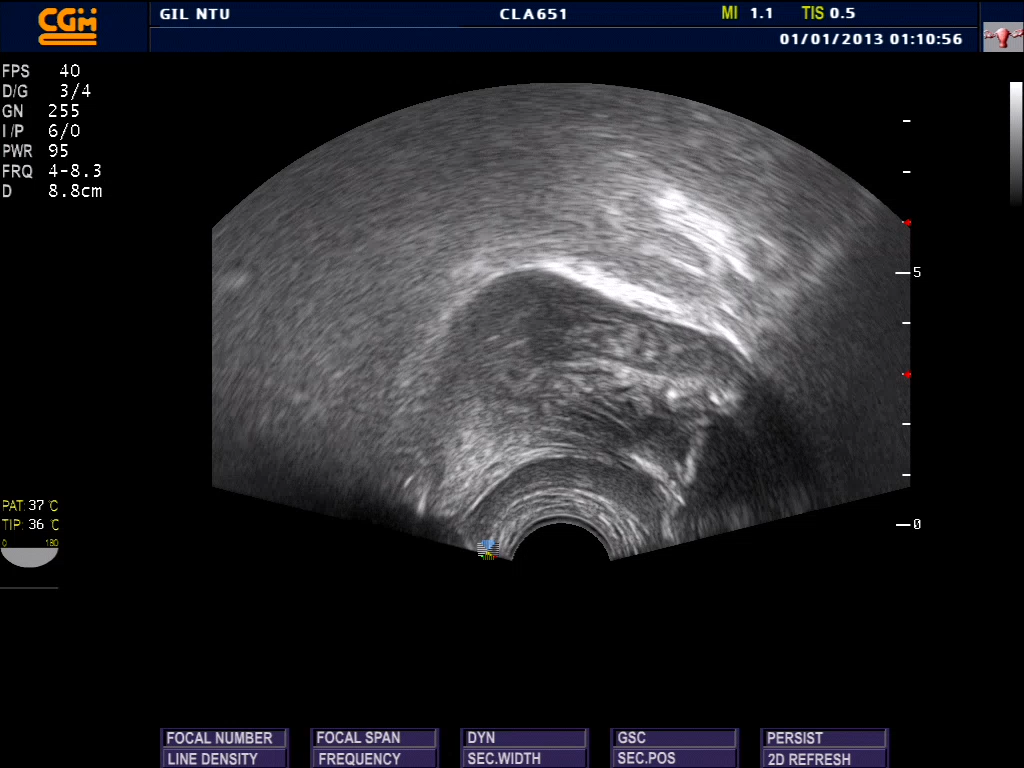 CGM
GIL NTU CLA651 MI 1.1 TIS 0.5
01/01/2013 01:10:56
FPS 40
D/G 3/4
GN 255
I/P 6/0
PWR 95
FRQ 4-8.3
D 8.8cm
5
PAT: 37 °C
TIP: 36 °C
0 180
0
FOCAL NUMBER FOCAL SPAN DYN GSC PERSIST
LINE DENSITY FREQUENCY SEC.WIDTH SEC.POS 2D REFRESH